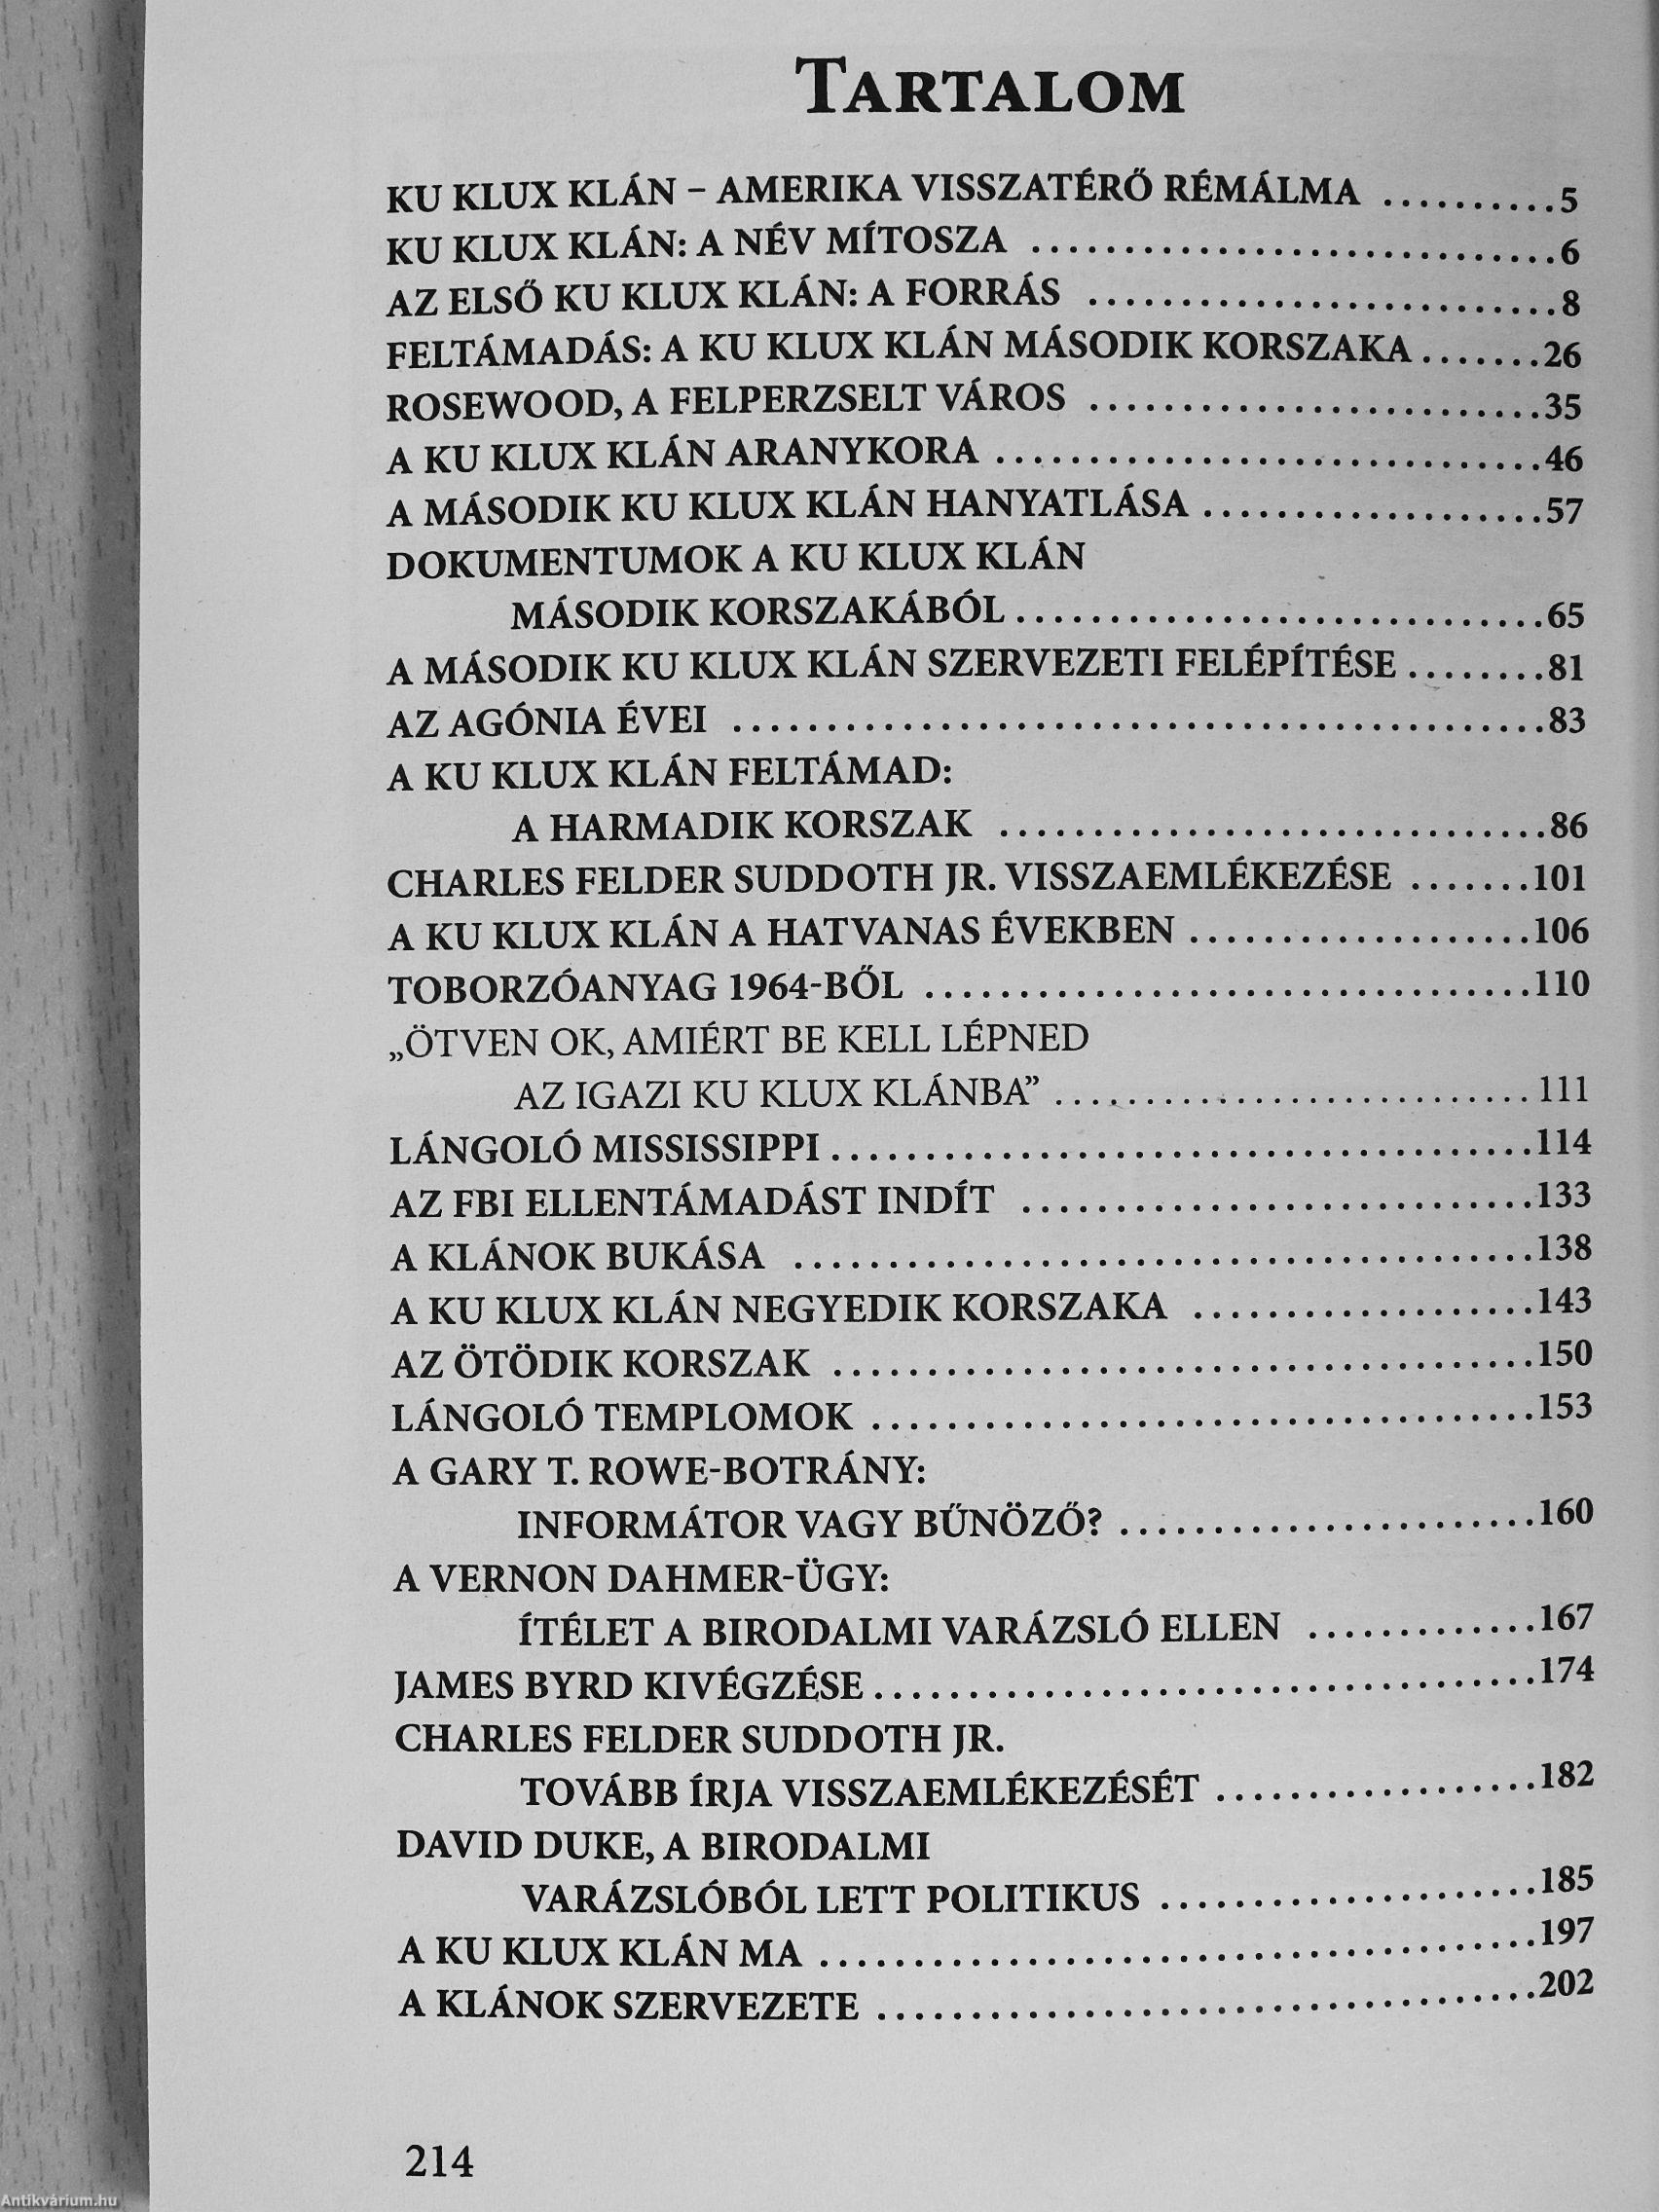 TARTALOM
KU KLUX KLÁN – AMERIKA VISSZATÉRŐ RÉMÁLMA ..........5
KU KLUX KLÁN: A NÉV MÍTOSZA .............................6
AZ ELSŐ KU KLUX KLÁN: A FORRÁS ..........................8
FELTÁMADÁS: A KU KLUX KLÁN MÁSODIK KORSZAKA.......26
ROSEWOOD, A FELPERZSELT VÁROS .........................35
A KU KLUX KLÁN ARANYKORA ..............................46
A MÁSODIK KU KLUX KLÁN HANYATLÁSA ...................57
DOKUMENTUMOK A KU KLUX KLÁN
MÁSODIK KORSZAKÁBÓL .............................65
A MÁSODIK KU KLUX KLÁN SZERVEZETI FELÉPÍTÉSE ........81
AZ AGÓNIA ÉVEI .............................................83
A KU KLUX KLÁN FELTÁMAD:
A HARMADIK KORSZAK ..............................86
CHARLES FELDER SUDDOTH JR. VISSZAEMLÉKEZÉSE .......101
A KU KLUX KLÁN A HATVANAS ÉVEKBEN ...................106
TOBORZÓANYAG 1964-BŐL .................................110
„ÖTVEN OK, AMIÉRT BE KELL LÉPNED
AZ IGAZI KU KLUX KLÁNBA” .......................... 111
LÁNGOLÓ MISSISSIPPI .......................................114
AZ FBI ELLENTÁMADÁST INDÍT ............................133
A KLÁNOK BUKÁSA .........................................138
A KU KLUX KLÁN NEGYEDIK KORSZAKA ...................143
AZ ÖTÖDIK KORSZAK .......................................150
LÁNGOLÓ TEMPLOMOK .....................................153
A GARY T. ROWE-BOTRÁNY:
INFORMÁTOR VAGY BŰNÖZŐ? .......................160
A VERNON DAHMER-ÜGY:
ÍTÉLET A BIRODALMI VARÁZSLÓ ELLEN .............167
JAMES BYRD KIVÉGZÉSE .....................................174
CHARLES FELDER SUDDOTH JR.
TOVÁBB ÍRJA VISSZAEMLÉKEZÉSÉT ..................182
DAVID DUKE, A BIRODALMI
VARÁZSLÓBÓL LETT POLITIKUS .....................185
A KU KLUX KLÁN MA ........................................197
A KLÁNOK SZERVEZETE .....................................202
214
Antikvárium.hu